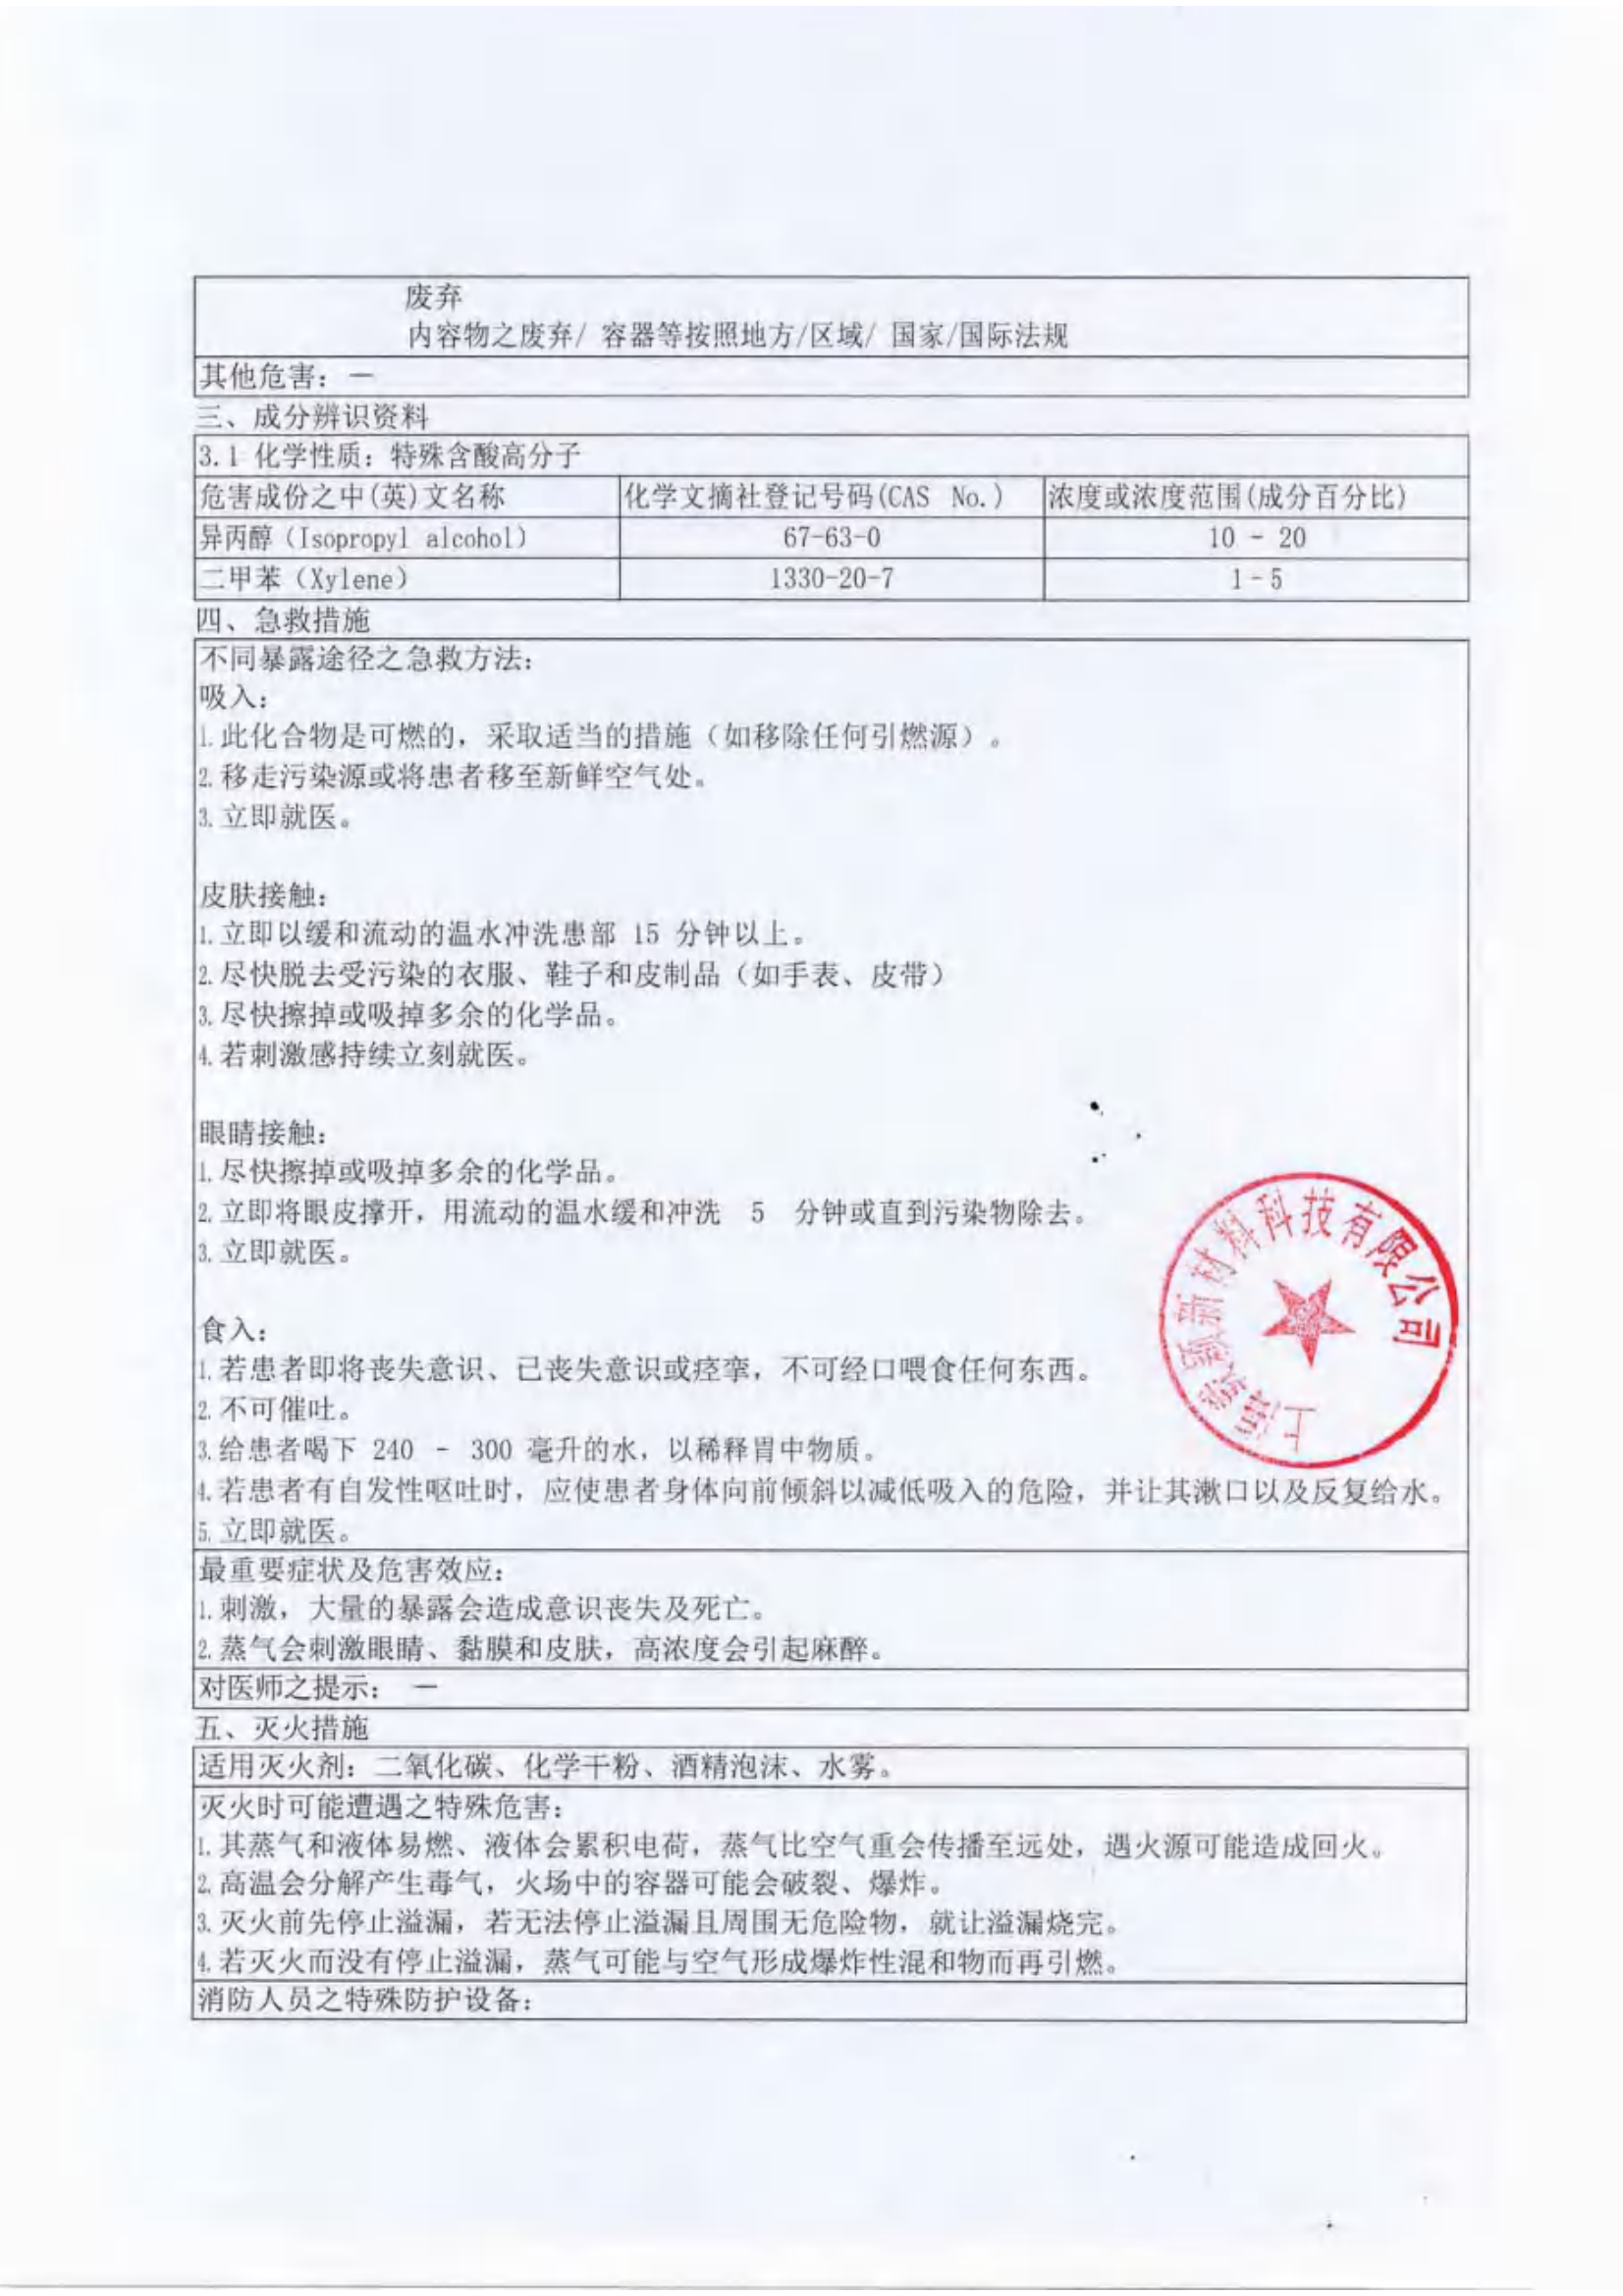 废弃
内容物之废弃/ 容器等按照地方/区域/ 国家/国际法规
其他危害：—
三、成分辨识资料
3.1 化学性质：特殊含酸高分子
危害成份之中(英)文名称 化学文摘社登记号码(CAS No.) 浓度或浓度范围(成分百分比)
异丙醇（Isopropyl alcohol） 67-63-0 10 - 20
二甲苯（Xylene） 1330-20-7 1-5
四、急救措施
不同暴露途径之急救方法：
吸入：
1.此化合物是可燃的，采取适当的措施（如移除任何引燃源）。
2.移走污染源或将患者移至新鲜空气处。
3.立即就医。
皮肤接触：
1.立即以缓和流动的温水冲洗患部 15 分钟以上。
2.尽快脱去受污染的衣服、鞋子和皮制品（如手表、皮带）
3.尽快擦掉或吸掉多余的化学品。
4.若刺激感持续立刻就医。
眼睛接触：
1.尽快擦掉或吸掉多余的化学品。
2.立即将眼皮撑开，用流动的温水缓和冲洗 5 分钟或直到污染物除去。
3.立即就医。
食入：
1.若患者即将丧失意识、已丧失意识或痉挛，不可经口喂食任何东西。
2.不可催吐。
3.给患者喝下 240 - 300 毫升的水，以稀释胃中物质。
4.若患者有自发性呕吐时，应使患者身体向前倾斜以减低吸入的危险，并让其漱口以及反复给水。
5.立即就医。
上海 新材料科技有限公司
最重要症状及危害效应：
1.刺激，大量的暴露会造成意识丧失及死亡。
2.蒸气会刺激眼睛、黏膜和皮肤，高浓度会引起麻醉。
对医师之提示： —
五、灭火措施
适用灭火剂：二氧化碳、化学干粉、酒精泡沫、水雾。
灭火时可能遭遇之特殊危害：
1.其蒸气和液体易燃、液体会累积电荷，蒸气比空气重会传播至远处，遇火源可能造成回火。
2.高温会分解产生毒气，火场中的容器可能会破裂、爆炸。
3.灭火前先停止溢漏，若无法停止溢漏且周围无危险物，就让溢漏烧完。
4.若灭火而没有停止溢漏，蒸气可能与空气形成爆炸性混和物而再引燃。
消防人员之特殊防护设备：